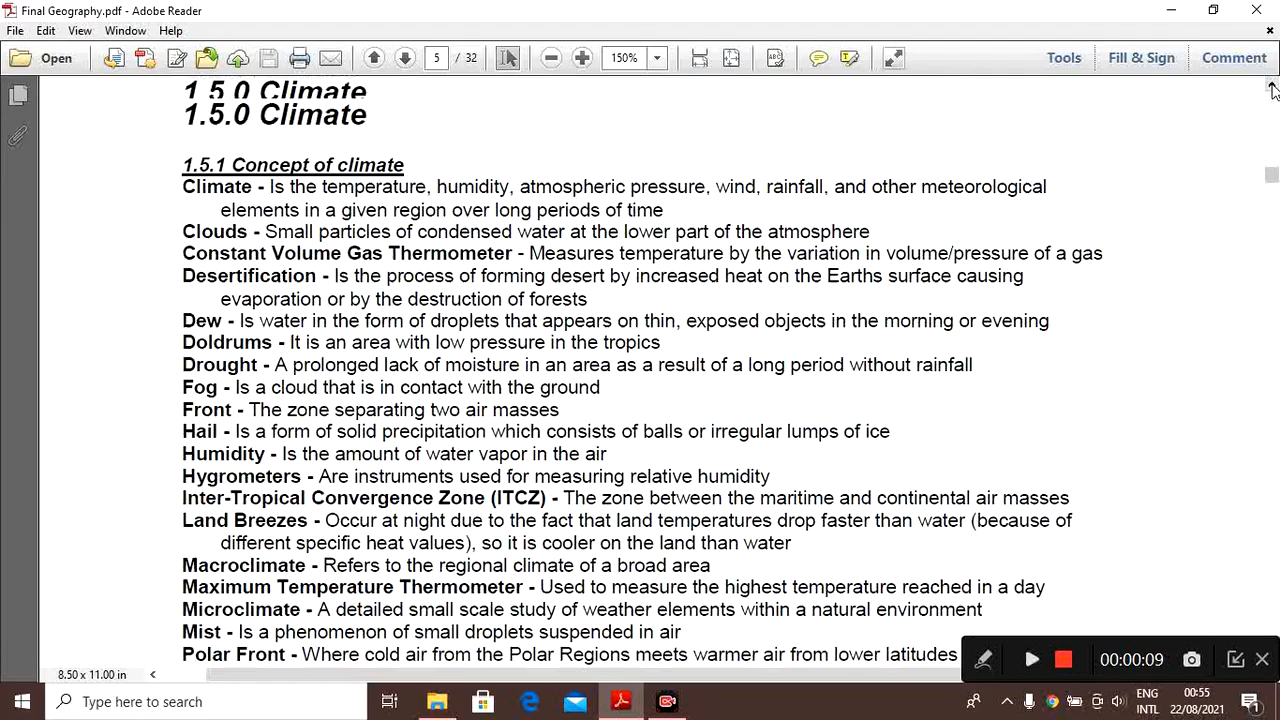 Final Geography.pdf - Adobe Reader
File Edit View Window Help
Open 5 / 32 150% Tools Fill & Sign Comment
1.5.0 Climate
1.5.0 Climate
1.5.1 Concept of climate
Climate - Is the temperature, humidity, atmospheric pressure, wind, rainfall, and other meteorological
elements in a given region over long periods of time
Clouds - Small particles of condensed water at the lower part of the atmosphere
Constant Volume Gas Thermometer - Measures temperature by the variation in volume/pressure of a gas
Desertification - Is the process of forming desert by increased heat on the Earths surface causing
evaporation or by the destruction of forests
Dew - Is water in the form of droplets that appears on thin, exposed objects in the morning or evening
Doldrums - It is an area with low pressure in the tropics
Drought - A prolonged lack of moisture in an area as a result of a long period without rainfall
Fog - Is a cloud that is in contact with the ground
Front - The zone separating two air masses
Hail - Is a form of solid precipitation which consists of balls or irregular lumps of ice
Humidity - Is the amount of water vapor in the air
Hygrometers - Are instruments used for measuring relative humidity
Inter-Tropical Convergence Zone (ITCZ) - The zone between the maritime and continental air masses
Land Breezes - Occur at night due to the fact that land temperatures drop faster than water (because of
different specific heat values), so it is cooler on the land than water
Macroclimate - Refers to the regional climate of a broad area
Maximum Temperature Thermometer - Used to measure the highest temperature reached in a day
Microclimate - A detailed small scale study of weather elements within a natural environment
Mist - Is a phenomenon of small droplets suspended in air
Polar Front - Where cold air from the Polar Regions meets warmer air from lower latitudes
00:00:09
8.50 x 11.00 in
Type here to search
ENG
INTL
00:55
22/08/2021
1